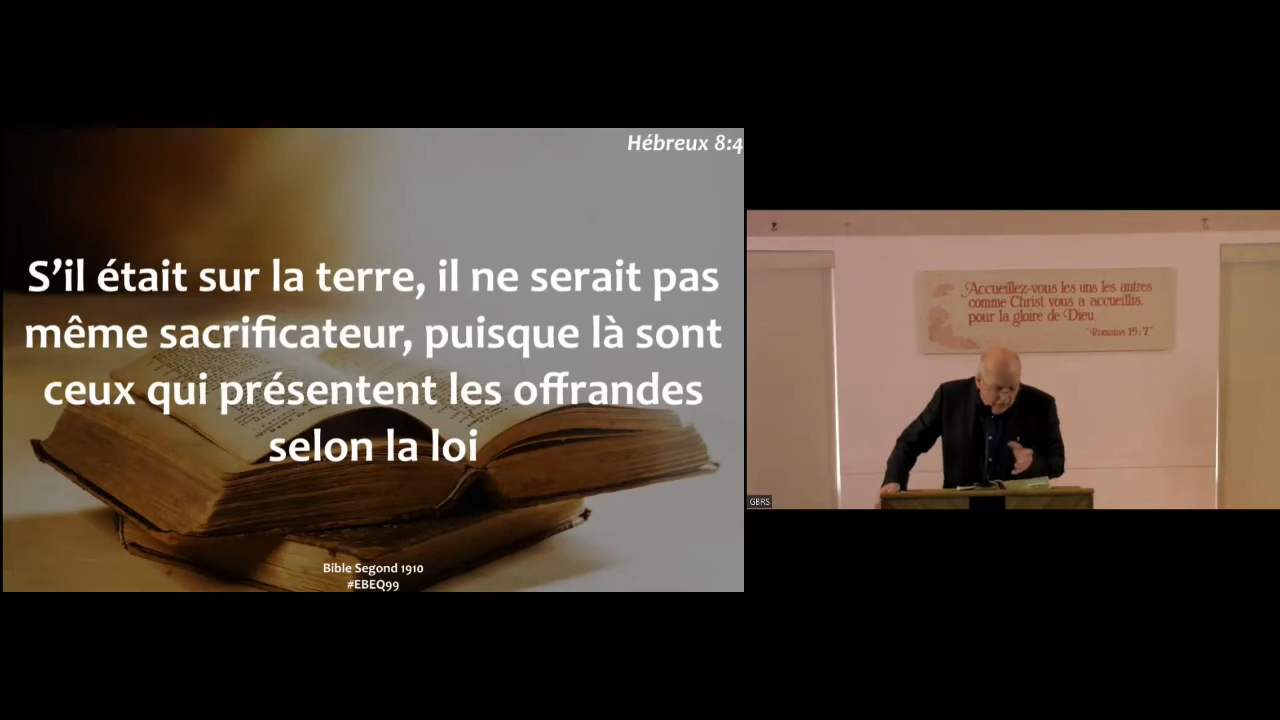 Hébreux 8:4
S’il était sur la terre, il ne serait pas
même sacrificateur, puisque là sont
ceux qui présentent les offrandes
selon la loi
Bible Segond 1910
#EBEQ99
Accueillez-vous les uns les autres
comme Christ vous a accueillis,
pour la gloire de Dieu.
"Romains 15:7"
GBRS